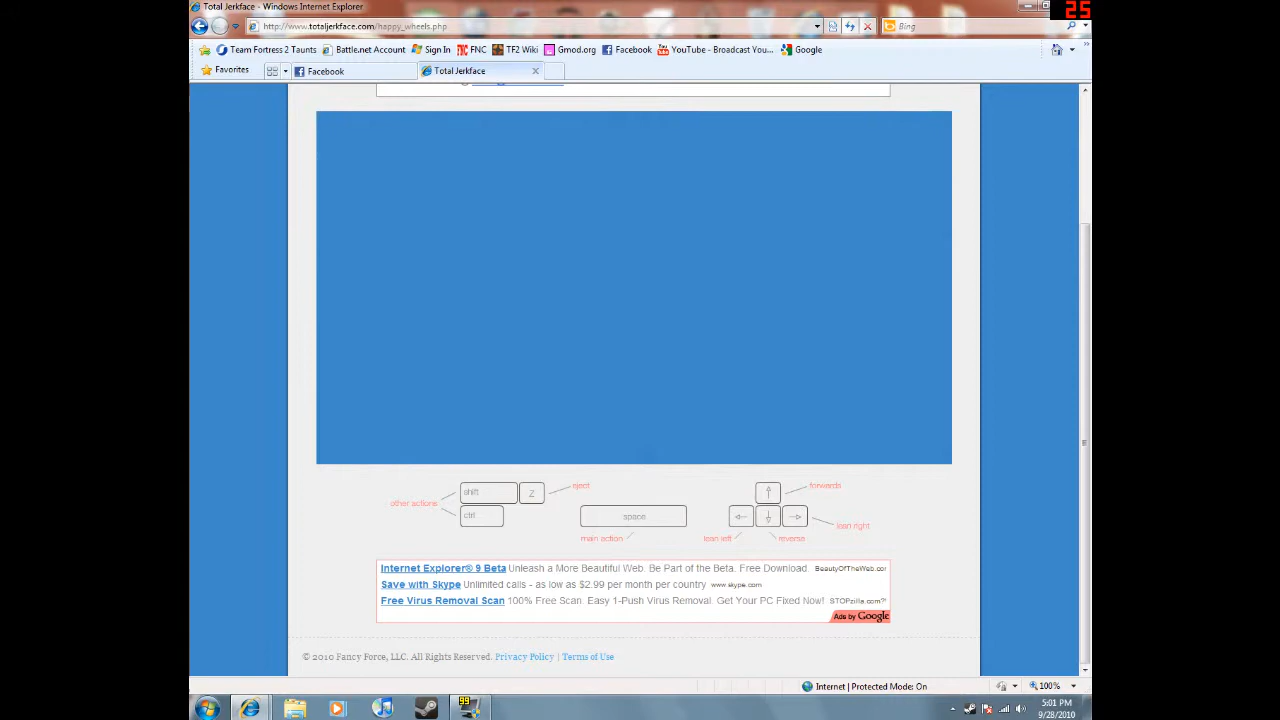 Total Jerkface - Windows Internet Explorer
25
http://www.totaljerkface.com/happy_wheels.php
Bing
Team Fortress 2 Taunts
Battle.net Account
Sign In
FNC
TF2 Wiki
Gmod.org
Facebook
YouTube - Broadcast You...
Google
Favorites
Facebook
Total Jerkface
other actions
shift
Z
eject
ctrl
space
main action
forwards
lean left
reverse
lean right
Internet Explorer® 9 Beta Unleash a More Beautiful Web. Be Part of the Beta. Free Download. BeautyOfTheWeb.cor
Save with Skype Unlimited calls - as low as $2.99 per month per country www.skype.com
Free Virus Removal Scan 100% Free Scan. Easy 1-Push Virus Removal. Get Your PC Fixed Now! STOPzilla.com
Ads by Google
© 2010 Fancy Force, LLC. All Rights Reserved. Privacy Policy | Terms of Use
Internet | Protected Mode: On
100%
99
5:01 PM
9/28/2010